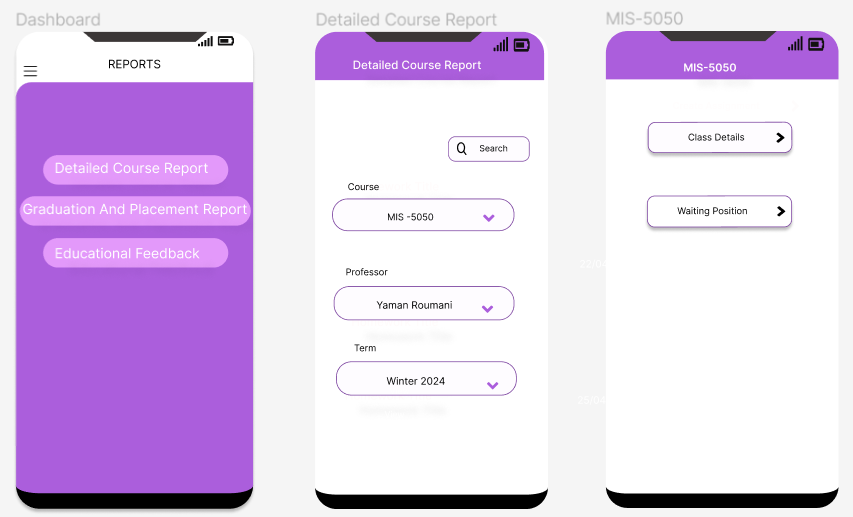 Dashboard
REPORTS
Detailed Course Report
Graduation And Placement Report
Educational Feedback
Detailed Course Report
Detailed Course Report
Search
Course
MIS -5050
Professor
Yaman Roumani
Term
Winter 2024
MIS-5050
MIS-5050
Class Details
Waiting Position